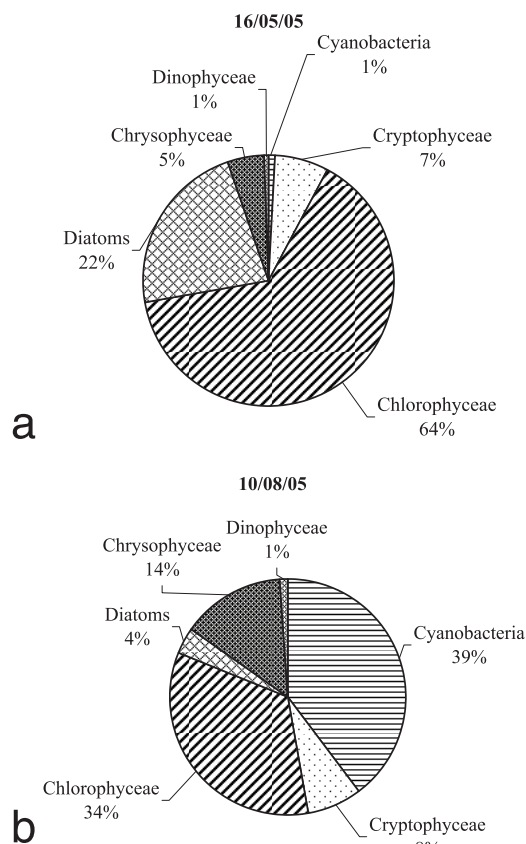 16/05/05
Cyanobacteria
1%
Dinophyceae
1%
Chrysophyceae
5%
Cryptophyceae
7%
Diatoms
22%
Chlorophyceae
64%
a
10/08/05
Dinophyceae
1%
Chrysophyceae
14%
Diatoms
4%
Cyanobacteria
39%
Chlorophyceae
34%
Cryptophyceae
b